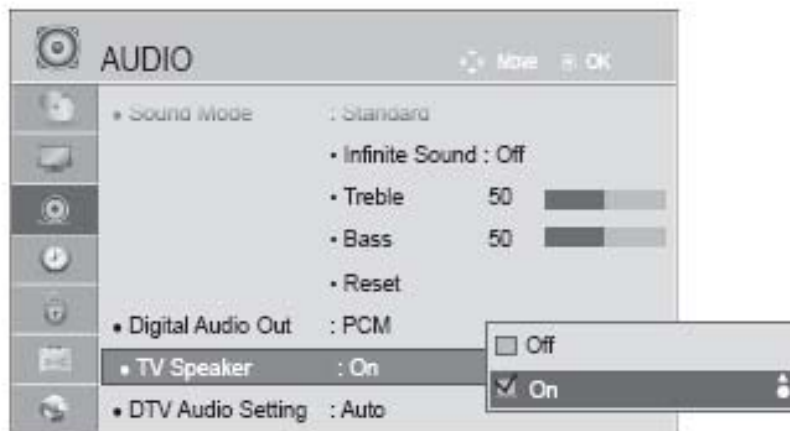 AUDIO Move OK
• Sound Mode : Standard
• Infinite Sound : Off
• Treble 50
• Bass 50
• Reset
• Digital Audio Out : PCM
Off
• TV Speaker : On
On
• DTV Audio Setting : Auto